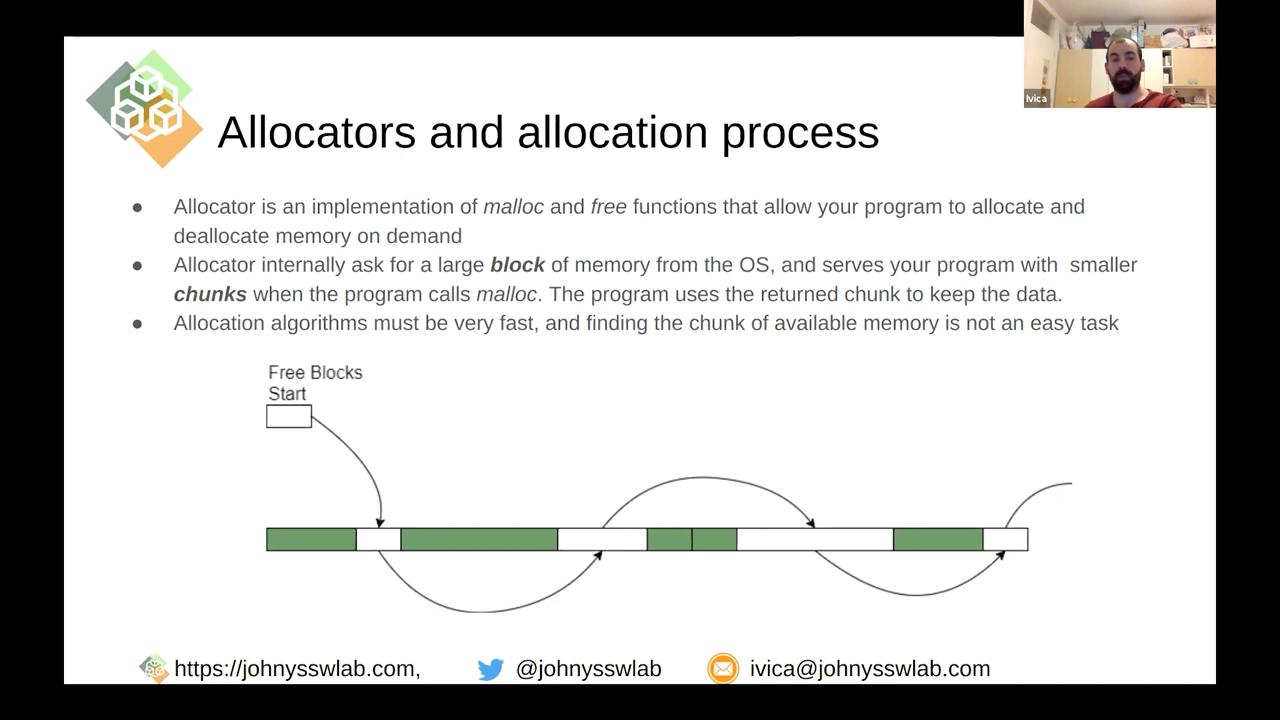 Ivica
Allocators and allocation process
● Allocator is an implementation of malloc and free functions that allow your program to allocate and
deallocate memory on demand
● Allocator internally ask for a large block of memory from the OS, and serves your program with  smaller
chunks when the program calls malloc. The program uses the returned chunk to keep the data.
● Allocation algorithms must be very fast, and finding the chunk of available memory is not an easy task
Free Blocks
Start
https://johnysswlab.com, @johnysswlab ivica@johnysswlab.com